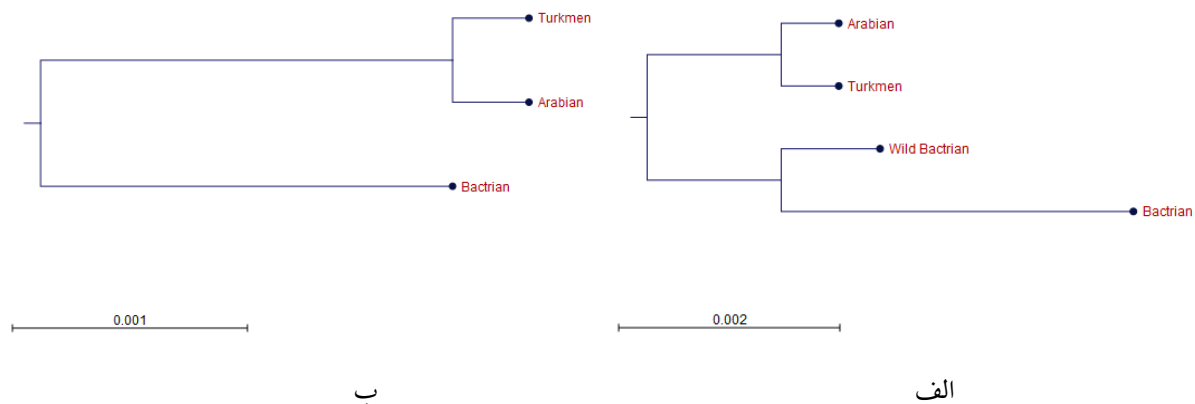 Turkmen
Arabian
Bactrian
0.001
ب
Arabian
Turkmen
Wild Bactrian
Bactrian
0.002
الف